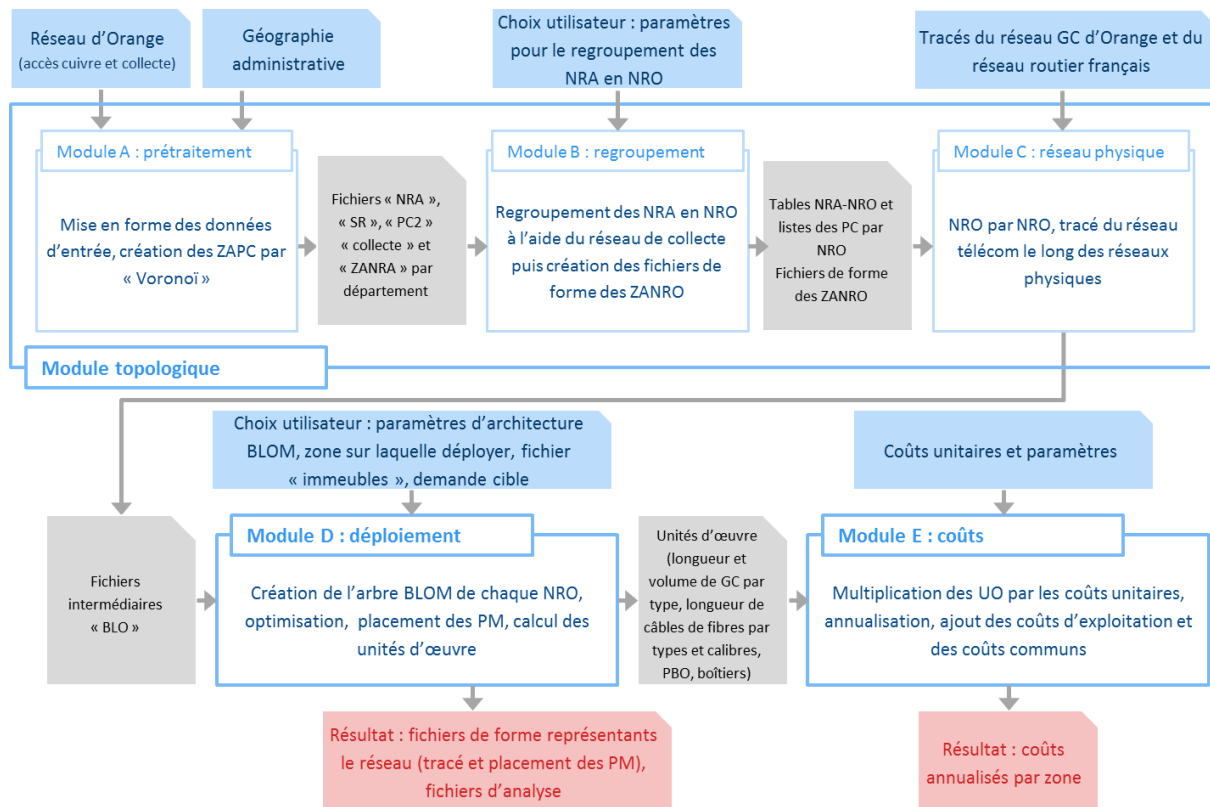 Réseau d’Orange
(accès cuivre et collecte)
Géographie
administrative
Choix utilisateur : paramètres
pour le regroupement des
NRA en NRO
Tracés du réseau GC d’Orange et du
réseau routier français
Module A : prétraitement
Mise en forme des données
d’entrée, création des ZAPC par
« Voronoï »
Fichiers « NRA »,
« SR », « PC2 »
« collecte » et
« ZANRA » par
département
Module B : regroupement
Regroupement des NRA en NRO
à l’aide du réseau de collecte
puis création des fichiers de
forme des ZANRO
Tables NRA-NRO et
listes des PC par
NRO
Fichiers de forme
des ZANRO
Module C : réseau physique
NRO par NRO, tracé du réseau
télécom le long des réseaux
physiques
Module topologique
Choix utilisateur : paramètres d’architecture
BLOM, zone sur laquelle déployer, fichier
« immeubles », demande cible
Coûts unitaires et paramètres
Fichiers
intermédiaires
« BLO »
Module D : déploiement
Création de l’arbre BLOM de chaque NRO,
optimisation, placement des PM, calcul des
unités d’œuvre
Unités d’œuvre
(longueur et
volume de GC par
type, longueur de
câbles de fibres par
types et calibres,
PBO, boîtiers)
Module E : coûts
Multiplication des UO par les coûts unitaires,
annualisation, ajout des coûts d’exploitation et
des coûts communs
Résultat : fichiers de forme représentants
le réseau (tracé et placement des PM),
fichiers d’analyse
Résultat : coûts
annualisés par zone